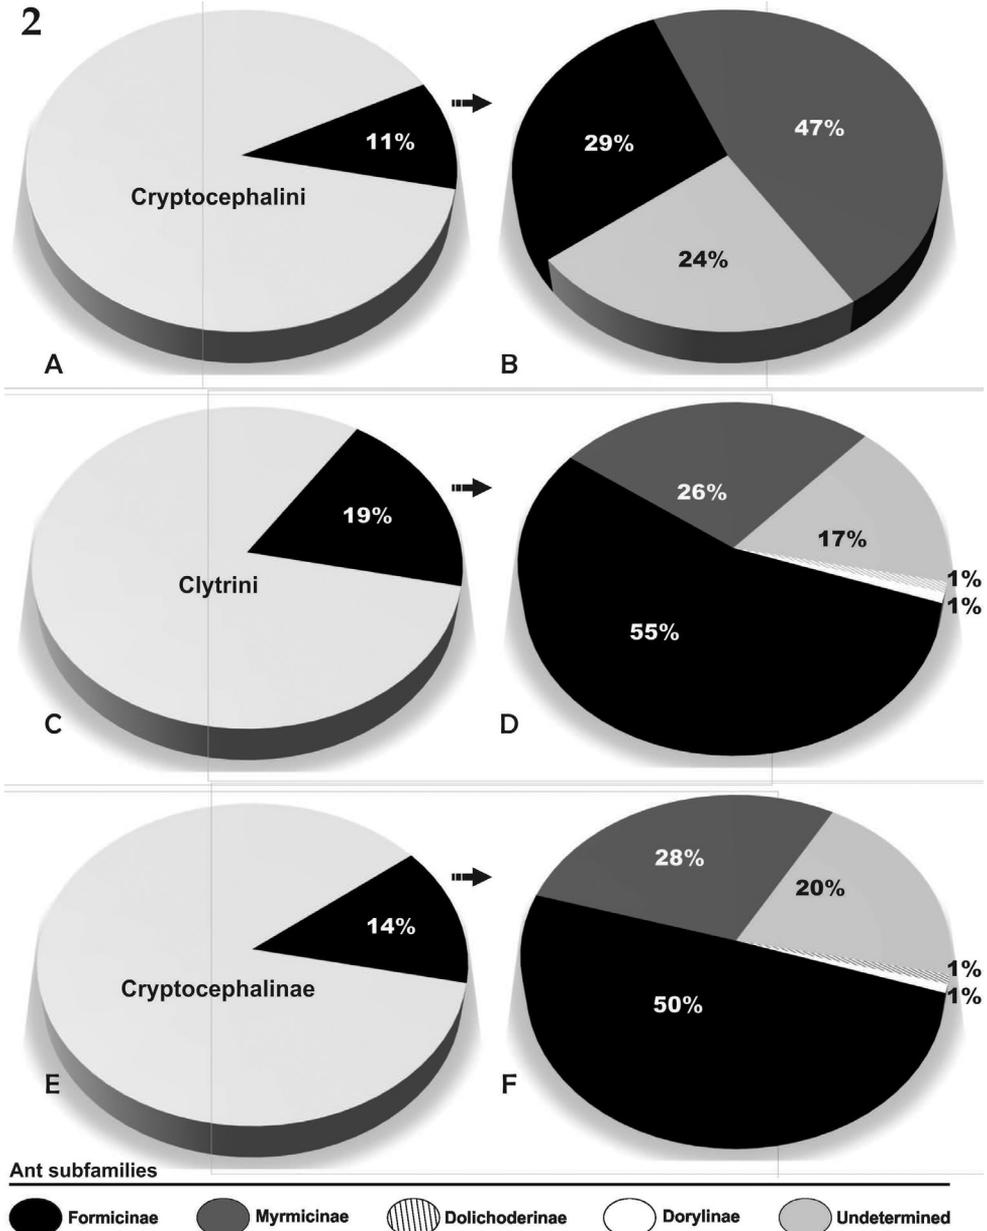 2
11%
Cryptocephalini
A
47%
29%
24%
B
19%
Clytrini
C
26%
17%
1%
1%
55%
D
14%
Cryptocephalinae
E
28%
20%
1%
1%
50%
F
Ant subfamilies
Formicinae Myrmicinae Dolichoderinae Dorylinae Undetermined